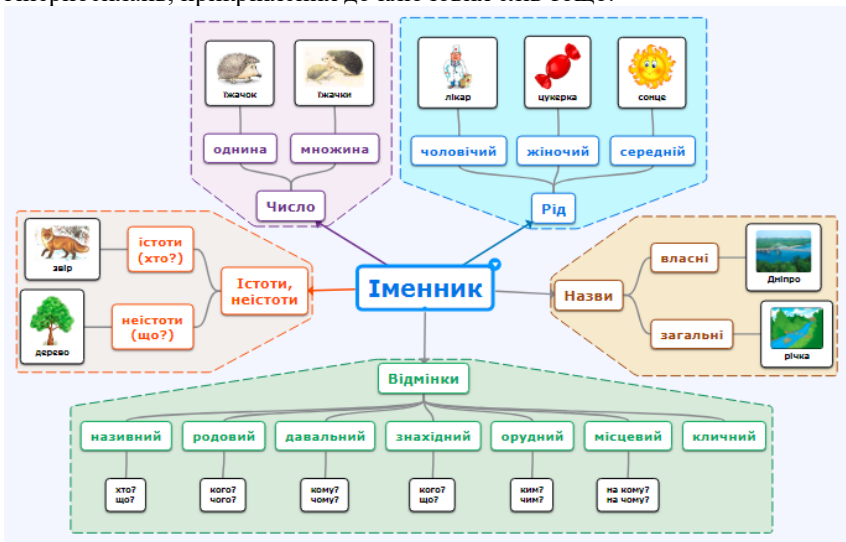 їжачок
їжачки
однина
множина
Число
лікар
цукерка
сонце
чоловічий
жіночий
середній
Рід
звір
істоти
(хто?)
дерево
неістоти
(що?)
Істоти,
неістоти
Іменник
Назви
власні
Дніпро
загальні
річка
Відмінки
називний
родовий
давальний
знахідний
орудний
місцевий
кличний
хто?
що?
кого?
чого?
кому?
чому?
кого?
що?
ким?
чим?
на кому?
на чому?